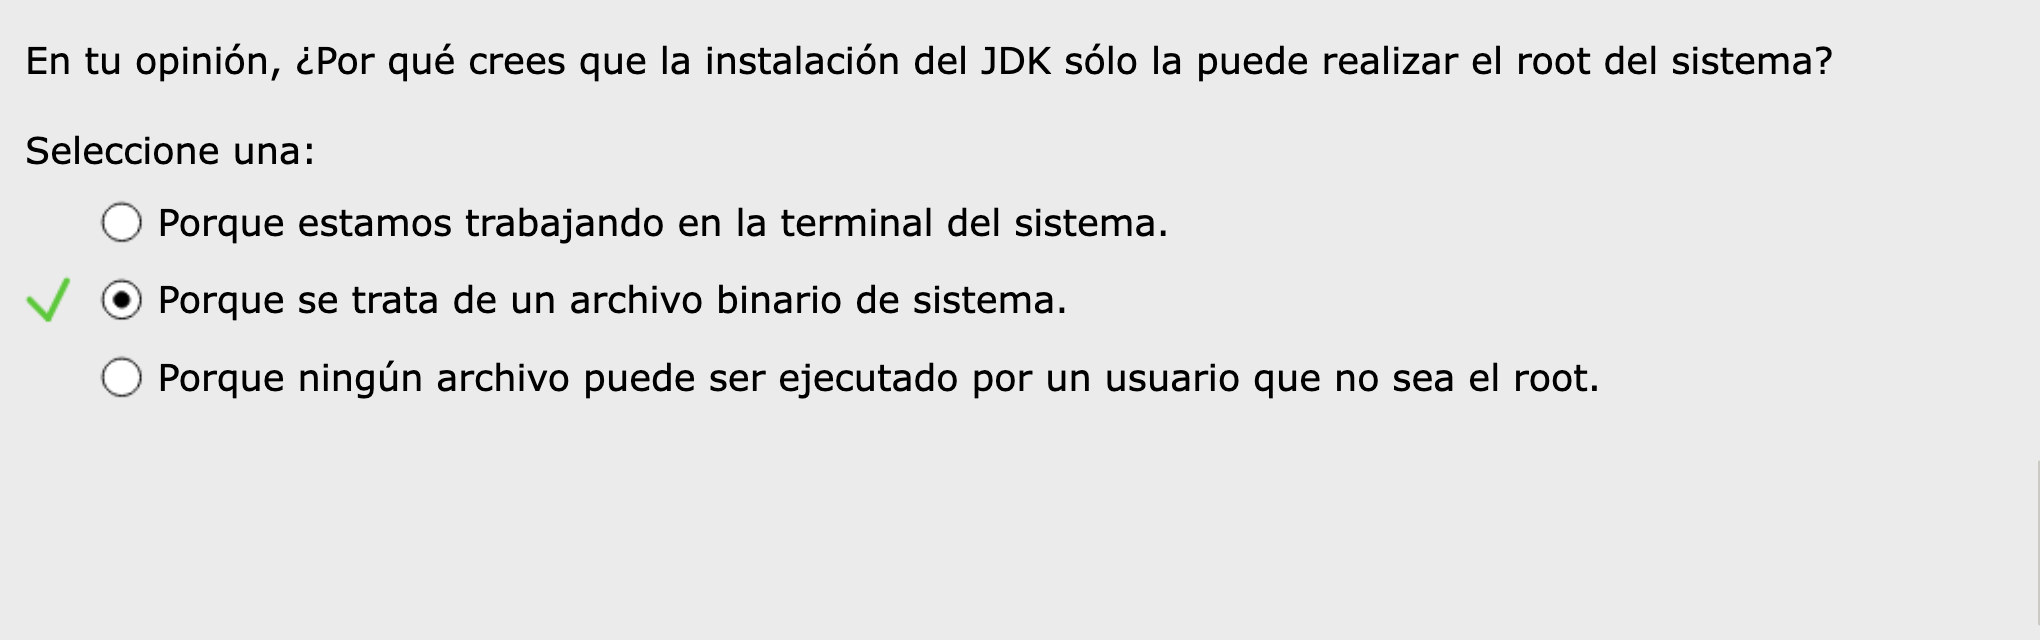 En tu opinión, ¿Por qué crees que la instalación del JDK sólo la puede realizar el root del sistema?
Seleccione una:
Porque estamos trabajando en la terminal del sistema.
Porque se trata de un archivo binario de sistema.
Porque ningún archivo puede ser ejecutado por un usuario que no sea el root.